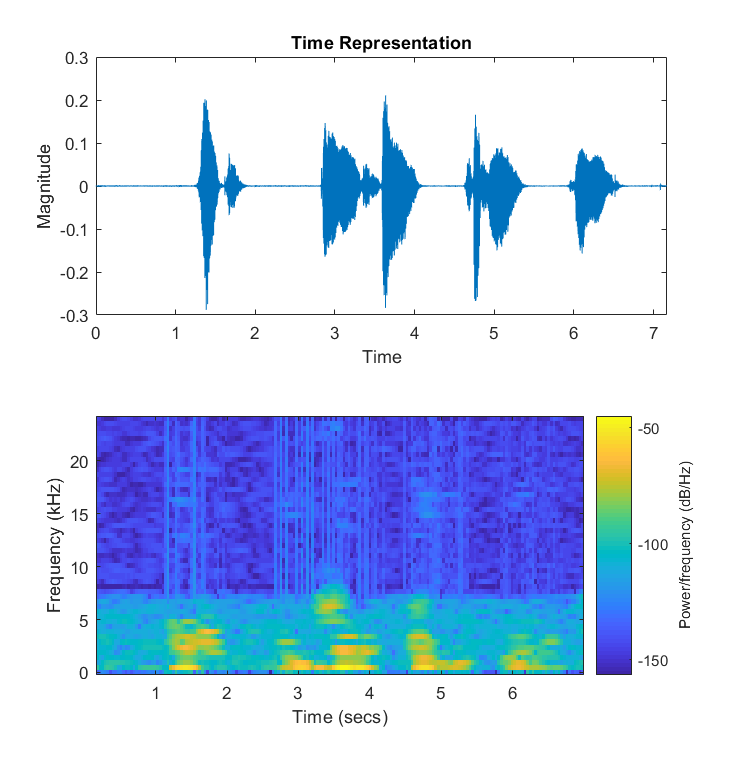 Time Representation
0.3
0.2
0.1
0
-0.1
-0.2
-0.3
Magnitude
0 1 2 3 4 5 6 7
Time
20
15
10
5
0
Frequency (kHz)
1 2 3 4 5 6
Time (secs)
-50
-100
-150
Power/frequency (dB/Hz)